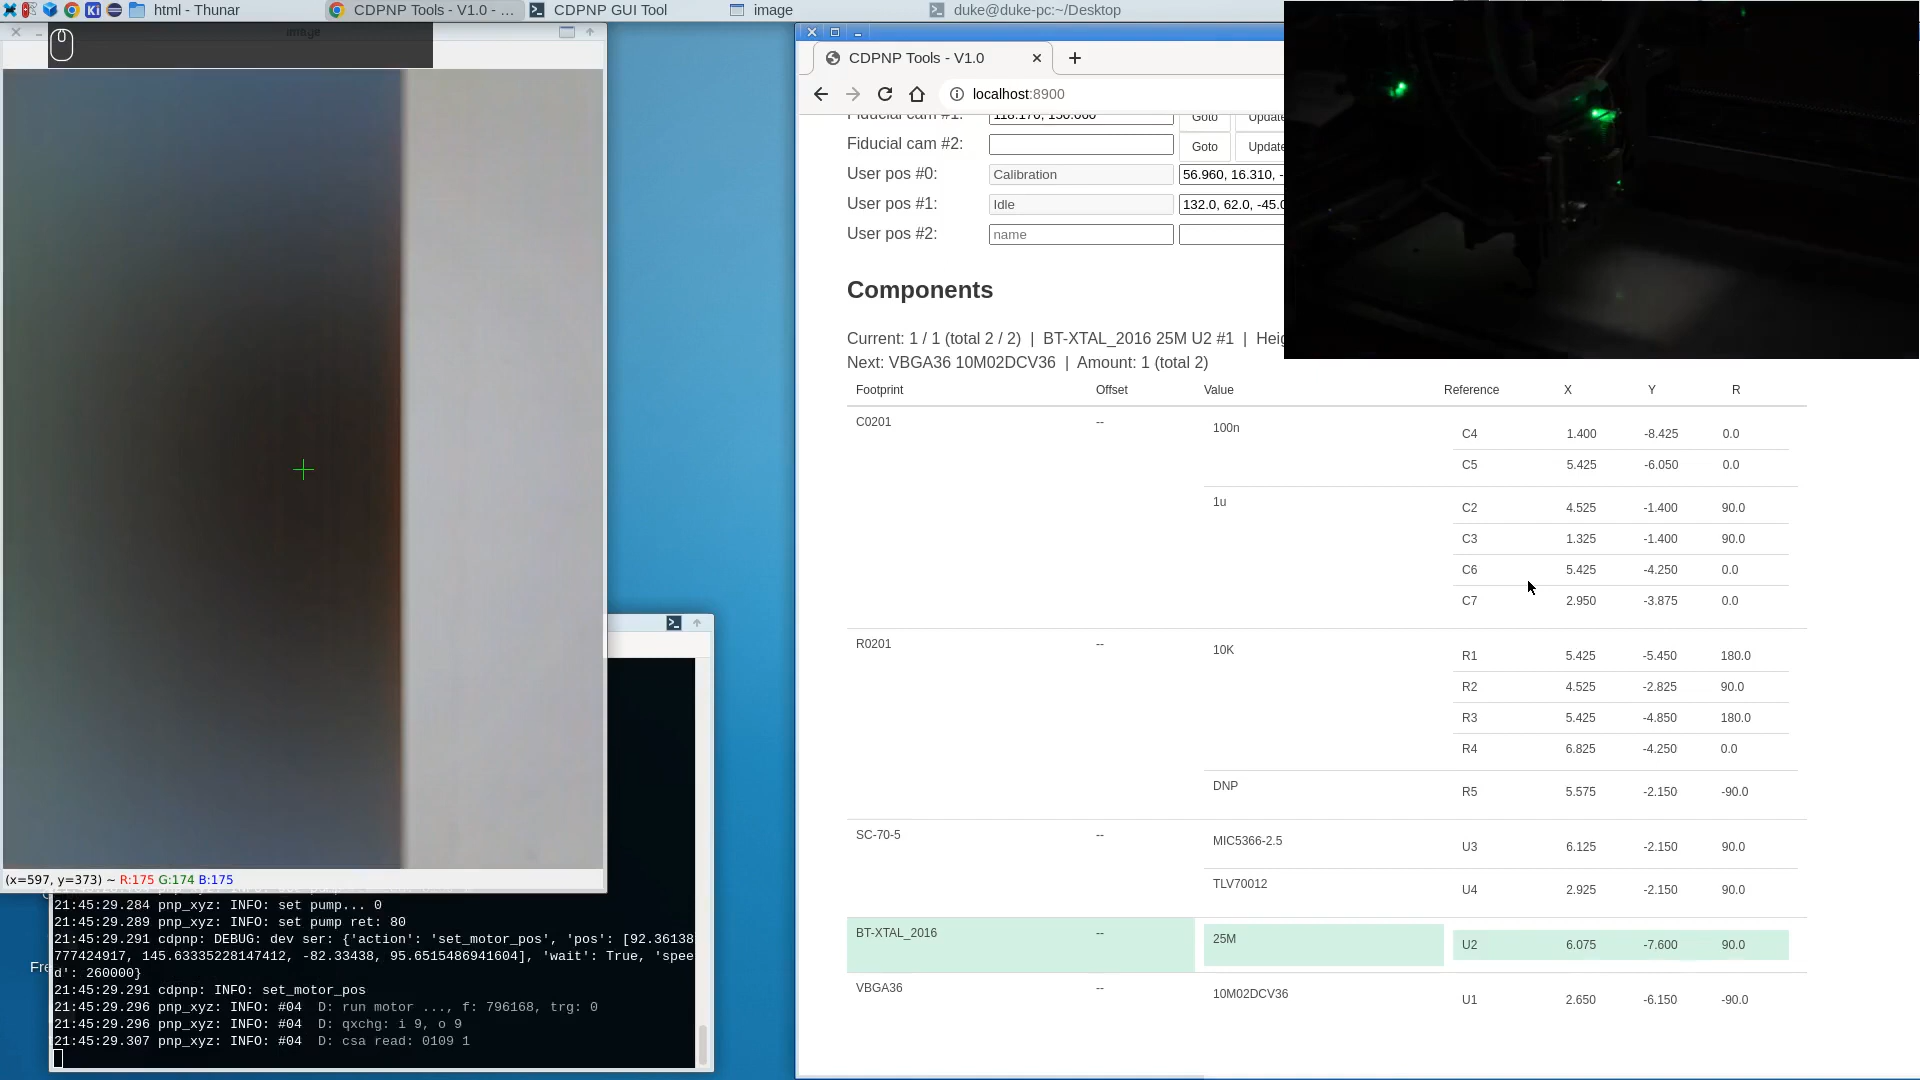 html - Thunar
CDPNP Tools - V1.0 - ...
CDPNP GUI Tool
image
duke@duke-pc:~/Desktop
image
(x=597, y=373) ~ R:175 G:174 B:175
21:45:29.284 pnp_xyz: INFO: set pump... 0
21:45:29.289 pnp_xyz: INFO: set pump ret: 80
21:45:29.291 cdpnp: DEBUG: dev ser: {'action': 'set_motor_pos', 'pos': [92.36138
777424917, 145.63335228147412, -82.33438, 95.6515486941604], 'wait': True, 'spee
d': 260000}
21:45:29.291 cdpnp: INFO: set_motor_pos
21:45:29.296 pnp_xyz: INFO: #04  D: run motor ..., f: 796168, trg: 0
21:45:29.296 pnp_xyz: INFO: #04  D: qxchg: i 9, o 9
21:45:29.307 pnp_xyz: INFO: #04  D: csa read: 0109 1
Fre
CDPNP Tools - V1.0
localhost:8900
Fiducial cam #1: 118.170, 150.000 Goto Update
Fiducial cam #2: Goto Update
User pos #0: Calibration 56.960, 16.310, -
User pos #1: Idle 132.0, 62.0, -45.0
User pos #2: name
Components
Current: 1 / 1 (total 2 / 2) | BT-XTAL_2016 25M U2 #1 | Heig
Next: VBGA36 10M02DCV36 | Amount: 1 (total 2)
Footprint Offset Value Reference X Y R
C0201 -- 100n
C4 1.400 -8.425 0.0
C5 5.425 -6.050 0.0
1u
C2 4.525 -1.400 90.0
C3 1.325 -1.400 90.0
C6 5.425 -4.250 0.0
C7 2.950 -3.875 0.0
R0201 -- 10K
R1 5.425 -5.450 180.0
R2 4.525 -2.825 90.0
R3 5.425 -4.850 180.0
R4 6.825 -4.250 0.0
DNP
R5 5.575 -2.150 -90.0
SC-70-5 -- MIC5366-2.5 U3 6.125 -2.150 90.0
TLV70012 U4 2.925 -2.150 90.0
BT-XTAL_2016 -- 25M U2 6.075 -7.600 90.0
VBGA36 -- 10M02DCV36 U1 2.650 -6.150 -90.0